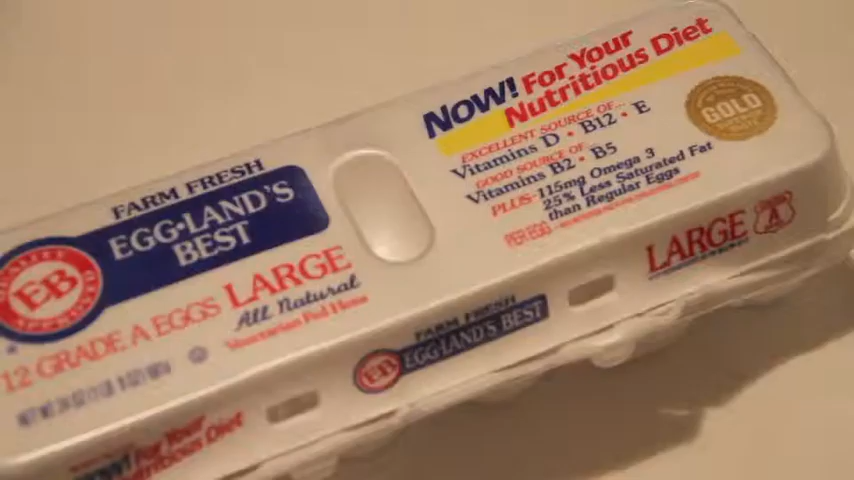 FARM FRESH
EGG·LAND'S
BEST
QUALITY
EB
APPROVED
12 GRADE A EGGS
LARGE
All Natural
Vegetarian Fed Hens
NOW! For Your
Nutritious Diet
EXCELLENT SOURCE OF...
Vitamins D • B12 • E
GOOD SOURCE OF...
Vitamins B2 • B5
PLUS• 115mg Omega 3
25% Less Saturated Fat
than Regular Eggs
PER EGG
GOLD
LARGE
A
FARM FRESH
EB
EGG·LAND'S BEST
NOW! For Your
Nutritious Diet